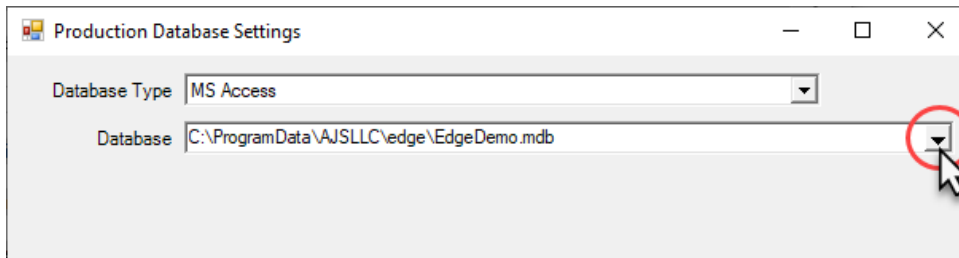 Production Database Settings
Database Type MS Access
Database C:\ProgramData\AJSLLC\edge\EdgeDemo.mdb